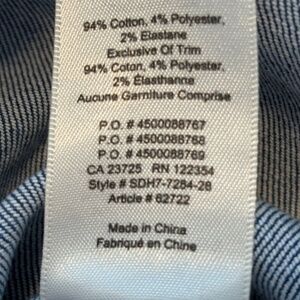 94% Cotton, 4% Polyester,
2% Elastane
Exclusive Of Trim
94% Coton, 4% Polyester,
2% Élasthanne
Aucune Garniture Comprise
P.O. # 4500088767
P.O. # 4500088768
P.O. # 4500088769
CA 23725 RN 122354
Style # SDH7-7284-28
Article # 62722
Made in China
Fabriqué en Chine